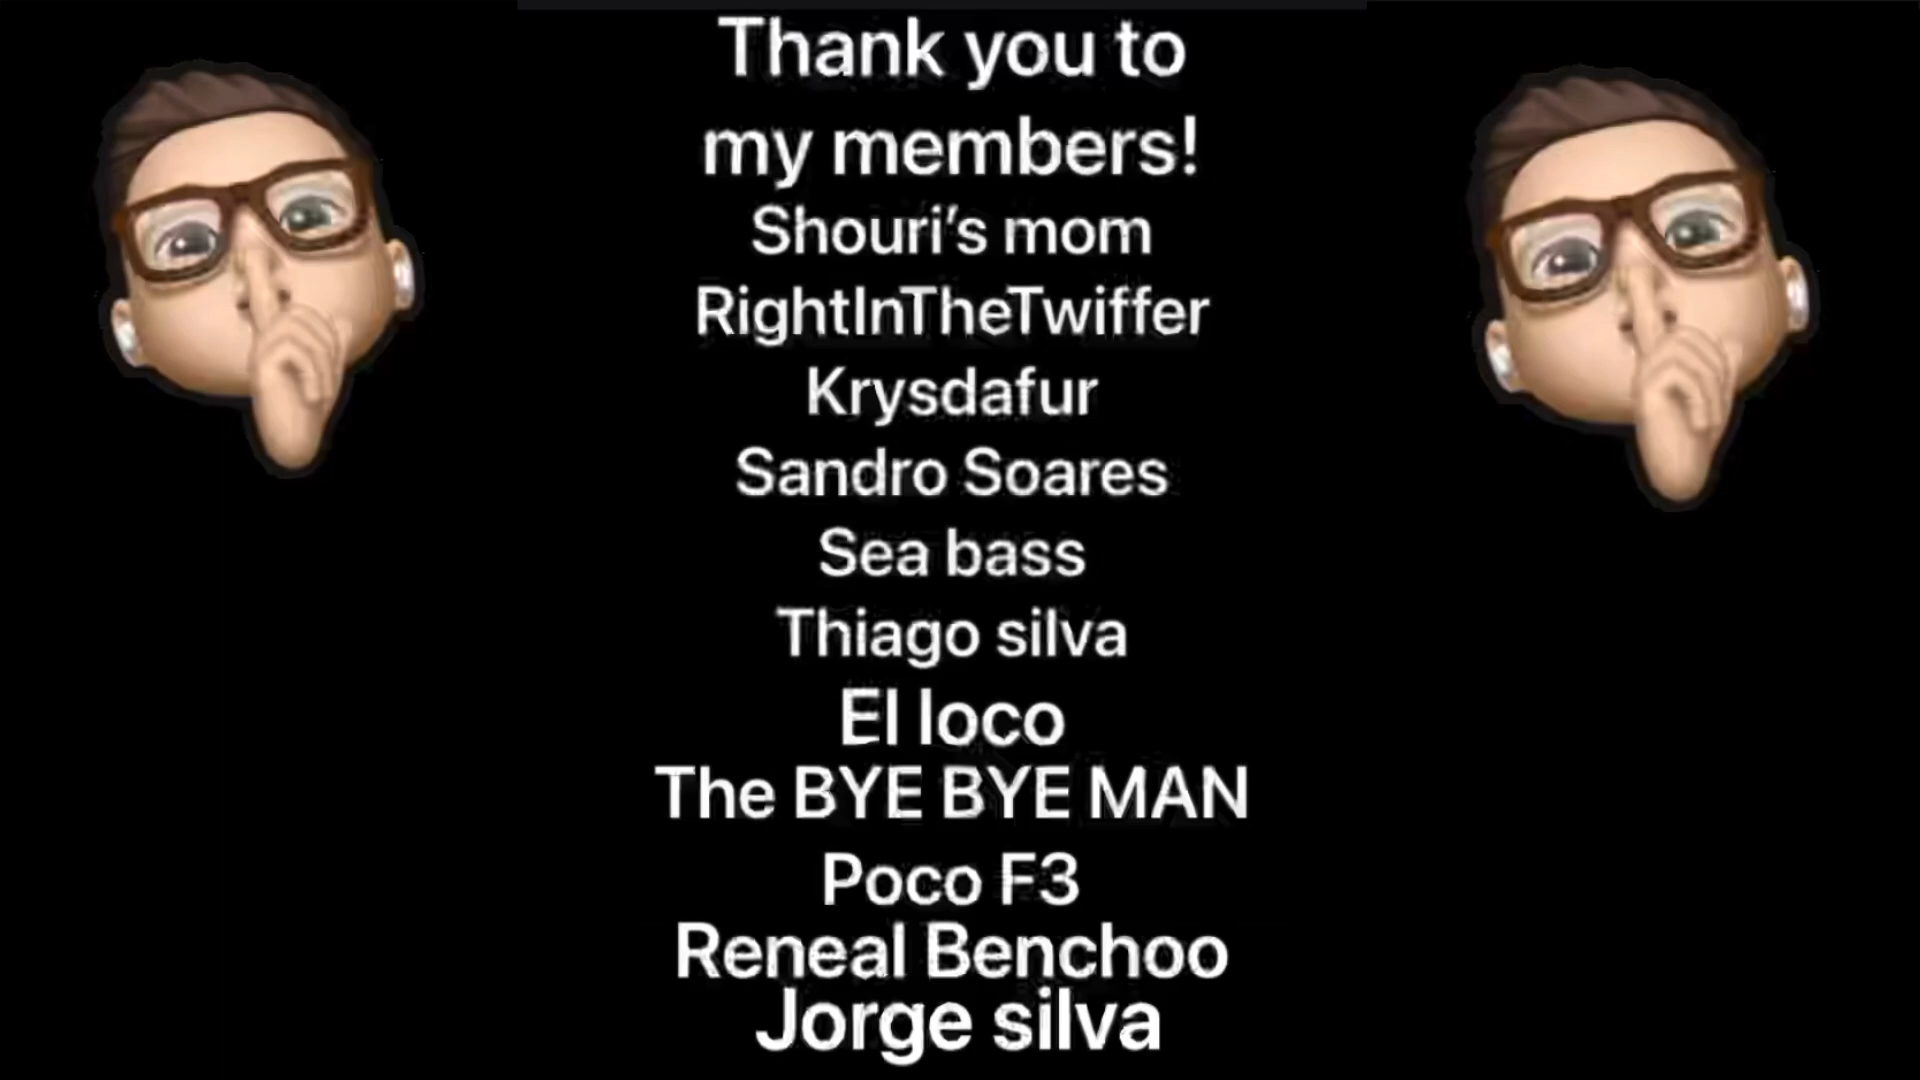 Thank you to
my members!
Shouri’s mom
RightInTheTwiffer
Krysdafur
Sandro Soares
Sea bass
Thiago silva
El loco
The BYE BYE MAN
Poco F3
Reneal Benchoo
Jorge silva